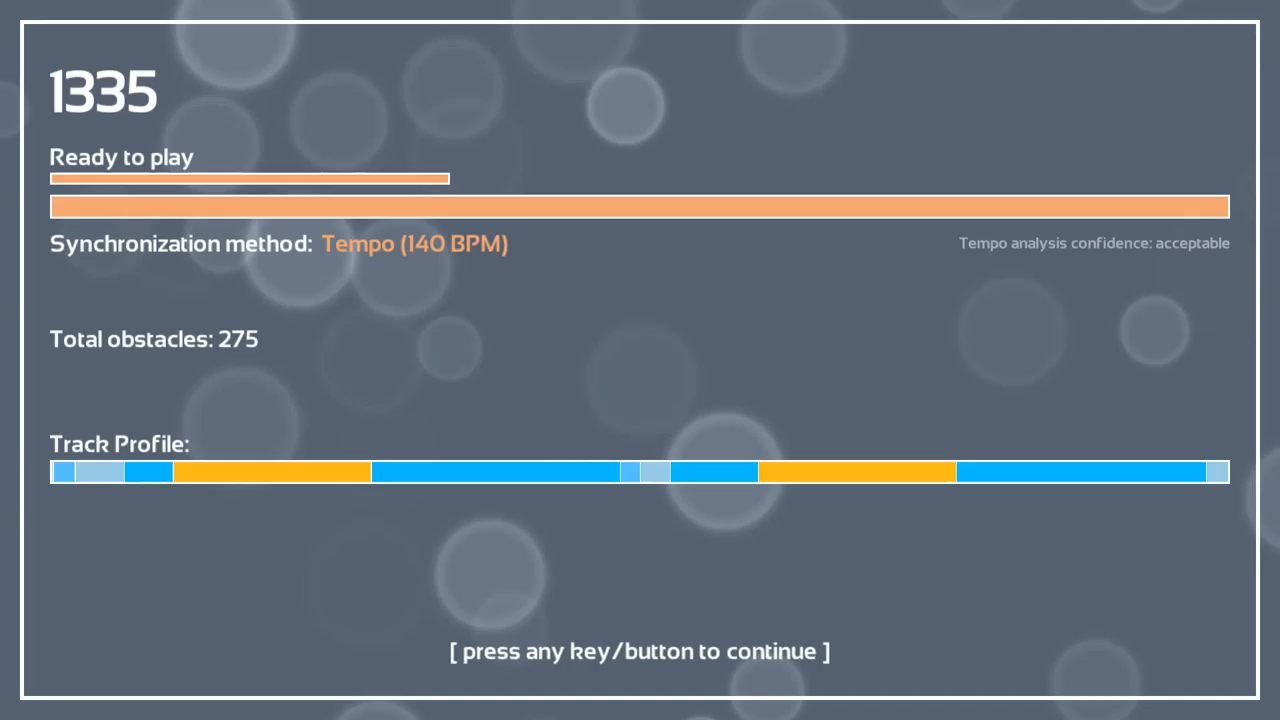 1335
Ready to play
Synchronization method: Tempo (140 BPM)
Tempo analysis confidence: acceptable
Total obstacles: 275
Track Profile:
[ press any key/button to continue ]